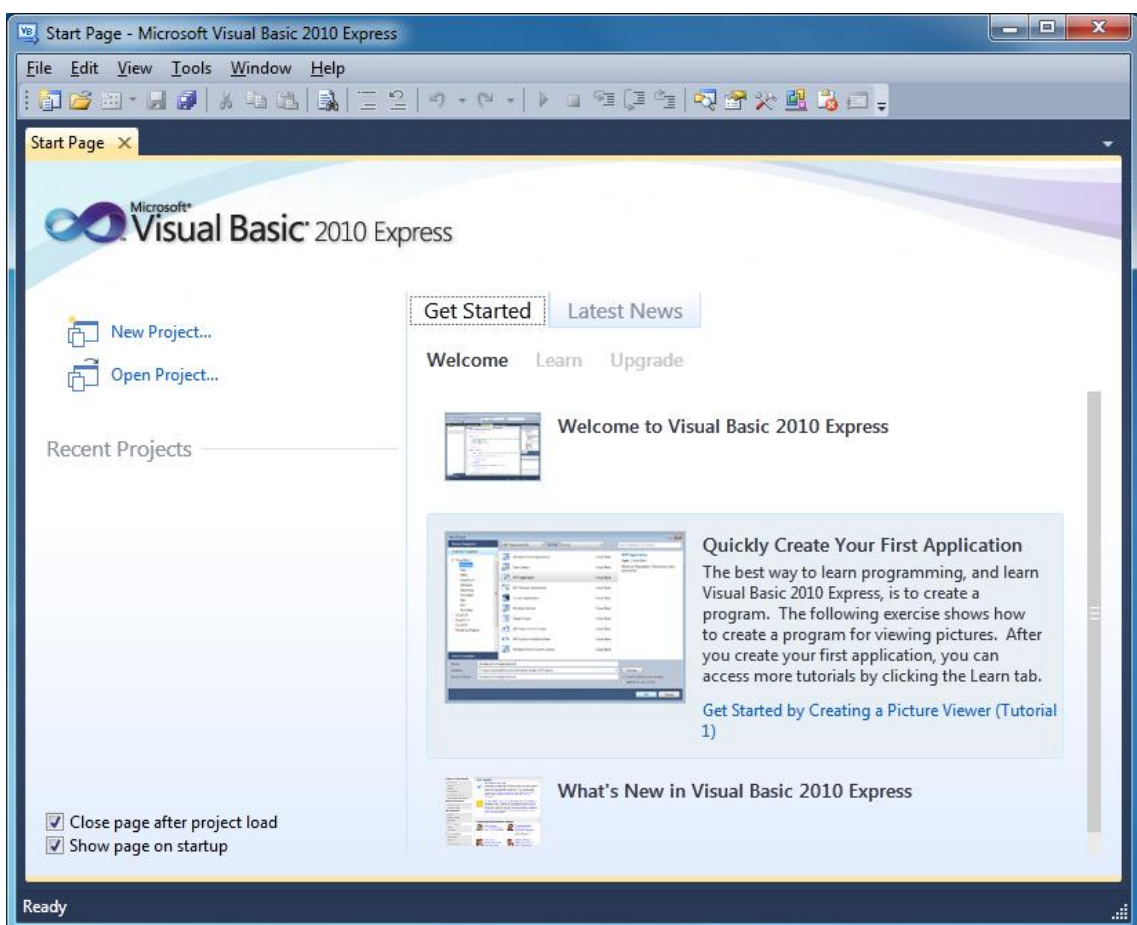 Start Page - Microsoft Visual Basic 2010 Express
File Edit View Tools Window Help
Start Page
Microsoft®
Visual Basic® 2010 Express
New Project...
Open Project...
Recent Projects
Close page after project load
Show page on startup
Get Started Latest News
Welcome Learn Upgrade
Welcome to Visual Basic 2010 Express
Quickly Create Your First Application
The best way to learn programming, and learn
Visual Basic 2010 Express, is to create a
program. The following exercise shows how
to create a program for viewing pictures. After
you create your first application, you can
access more tutorials by clicking the Learn tab.
Get Started by Creating a Picture Viewer (Tutorial
1)
What's New in Visual Basic 2010 Express
Ready